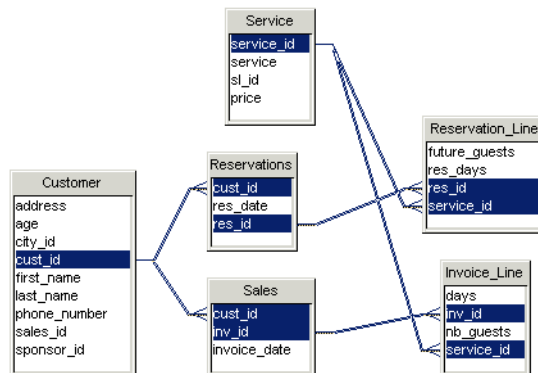 Service
service_id
service
sl_id
price
Reservation_Line
future_guests
res_days
res_id
service_id
Reservations
cust_id
res_date
res_id
Customer
address
age
city_id
cust_id
first_name
last_name
phone_number
sales_id
sponsor_id
Sales
cust_id
inv_id
invoice_date
Invoice_Line
days
inv_id
nb_guests
service_id